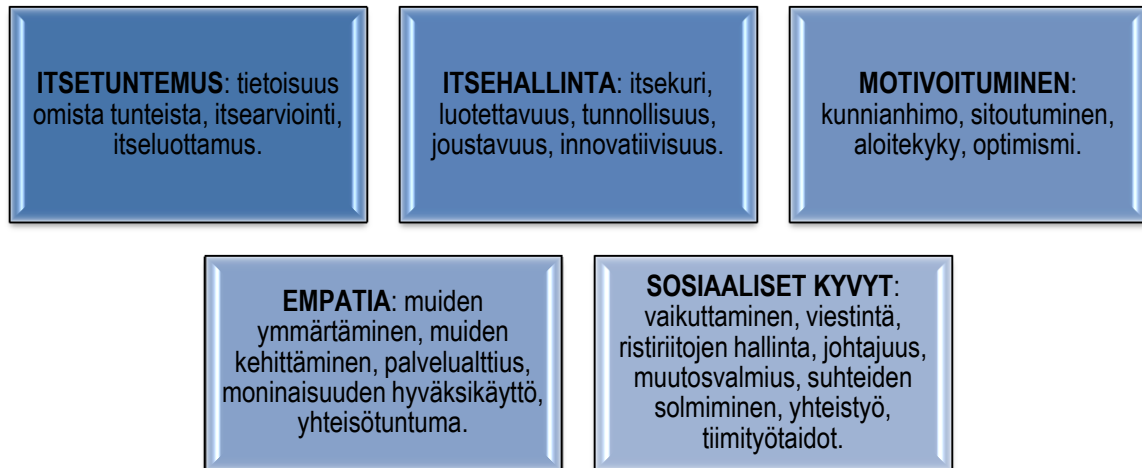 ITSETUNTEMUS: tietoisuus
omista tunteista, itsearviointi,
itseluottamus.
ITSEHALLINTA: itsekuri,
luotettavuus, tunnollisuus,
joustavuus, innovatiivisuus.
MOTIVOITUMINEN:
kunnianhimo, sitoutuminen,
aloitekyky, optimismi.
EMPATIA: muiden
ymmärtäminen, muiden
kehittäminen, palvelualttius,
moninaisuuden hyväksikäyttö,
yhteisötuntuma.
SOSIAALISET KYVYT:
vaikuttaminen, viestintä,
ristiriitojen hallinta, johtajuus,
muutosvalmius, suhteiden
solmiminen, yhteistyö,
tiimityötaidot.